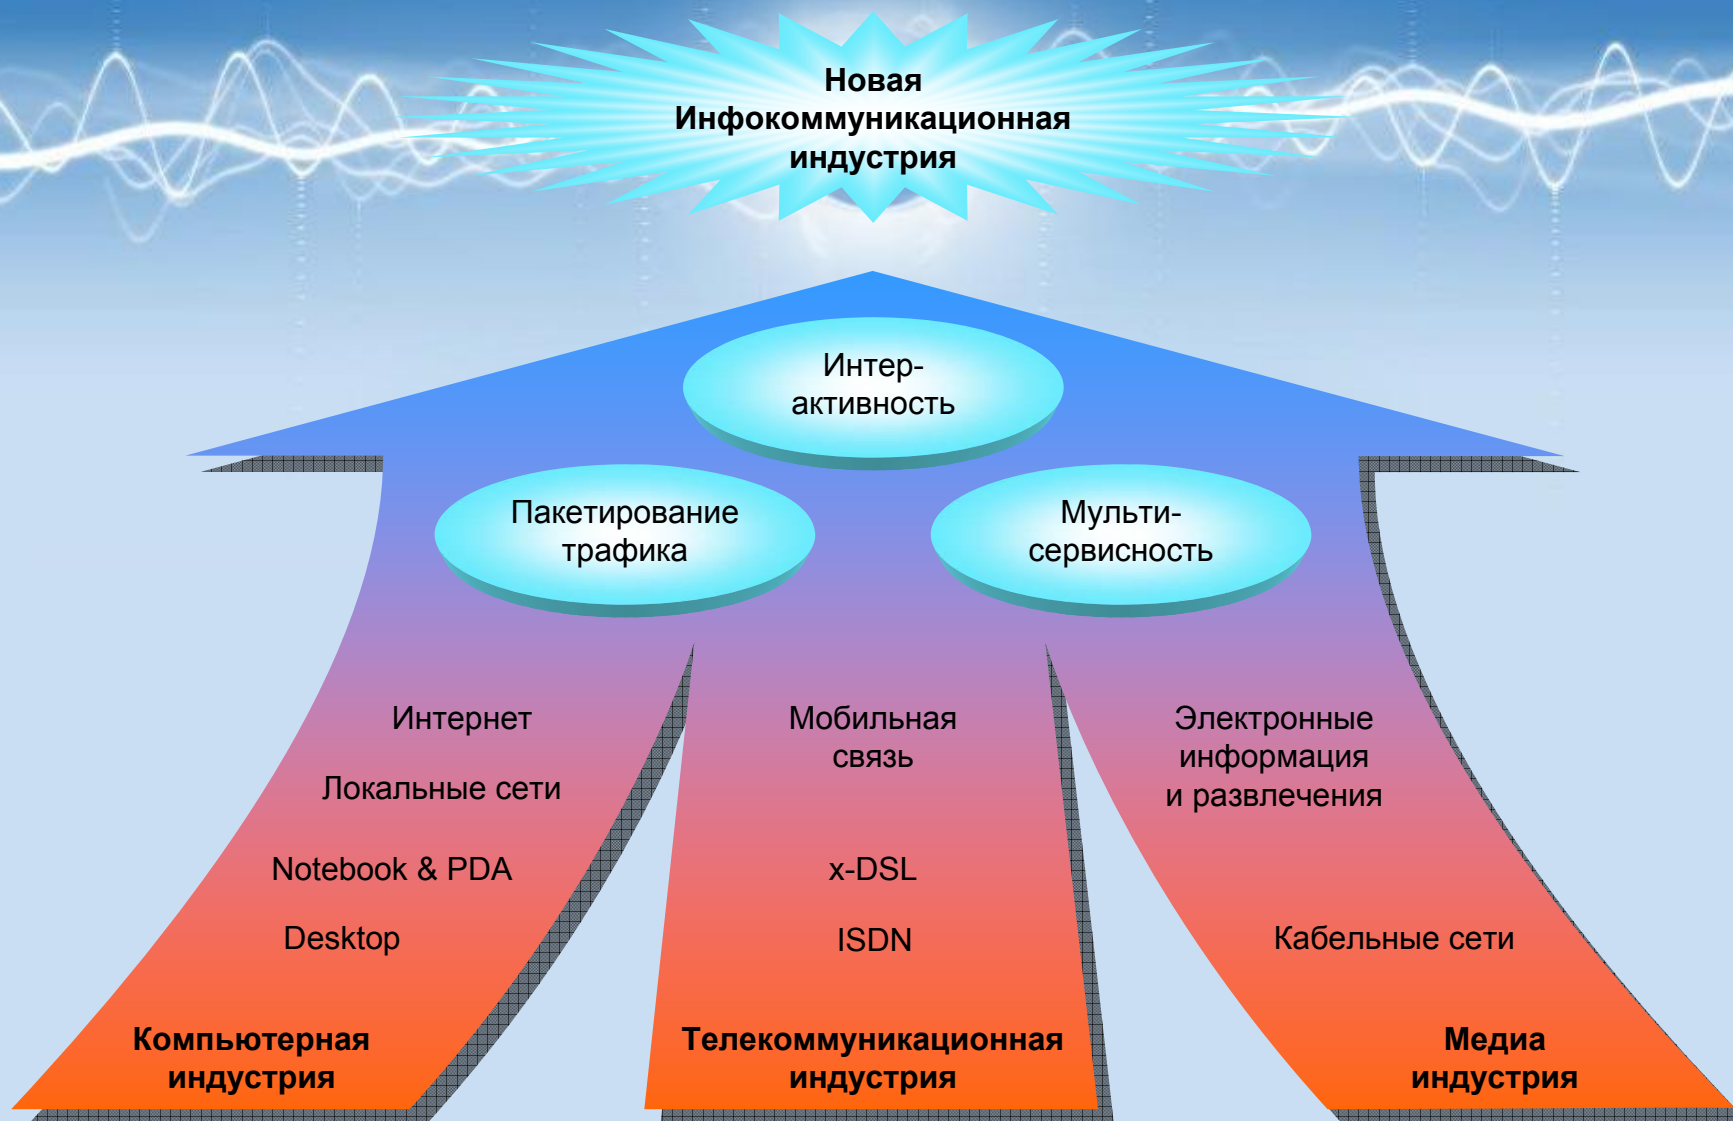 Новая
Инфокоммуникационная
индустрия
Интер-
активность
Пакетирование
трафика
Мульти-
сервисность
Интернет
Локальные сети
Notebook & PDA
Desktop
Компьютерная
индустрия
Мобильная
связь
x-DSL
ISDN
Телекоммуникационная
индустрия
Электронные
информация
и развлечения
Кабельные сети
Медиа
индустрия